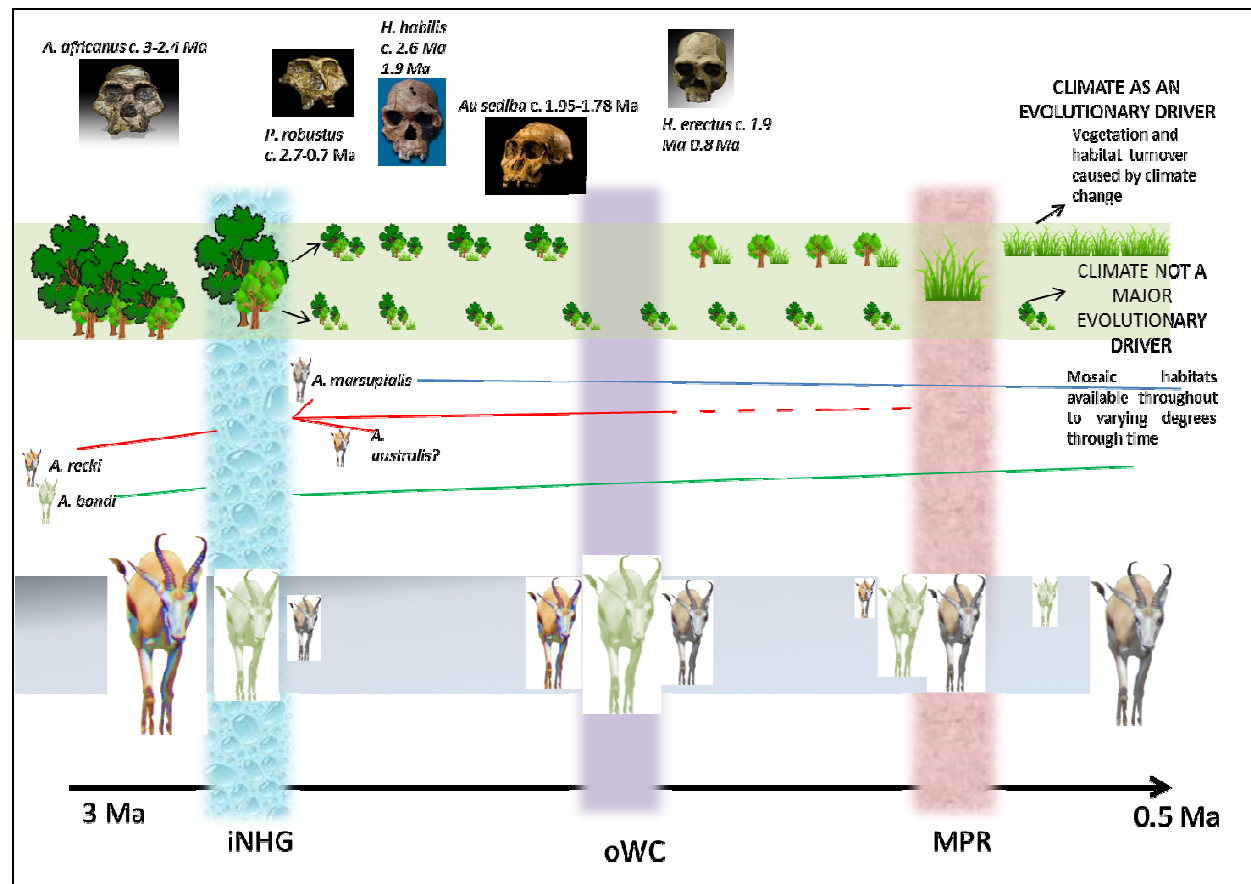 A. africanus c. 3-2.4 Ma
P. robustus
c. 2.7-0.7 Ma
H. habilis
c. 2.6 Ma
1.9 Ma
Au sediba c. 1.95-1.78 Ma
H. erectus c. 1.9
Ma 0.8 Ma
CLIMATE AS AN
EVOLUTIONARY DRIVER
Vegetation and
habitat turnover
caused by climate
change
CLIMATE NOT A
MAJOR
EVOLUTIONARY
DRIVER
Mosaic habitats
available throughout
to varying degrees
through time
A. marsupialis
A.
australis?
A. recki
A. bondi
3 Ma
0.5 Ma
iNHG
oWC
MPR